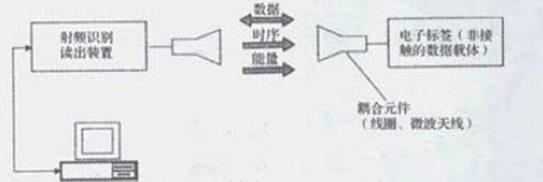 数据
射频识别
读出装置
时序
能量
电子标签（非接
触的数据载体）
耦合元件
（线圈、微波天线）